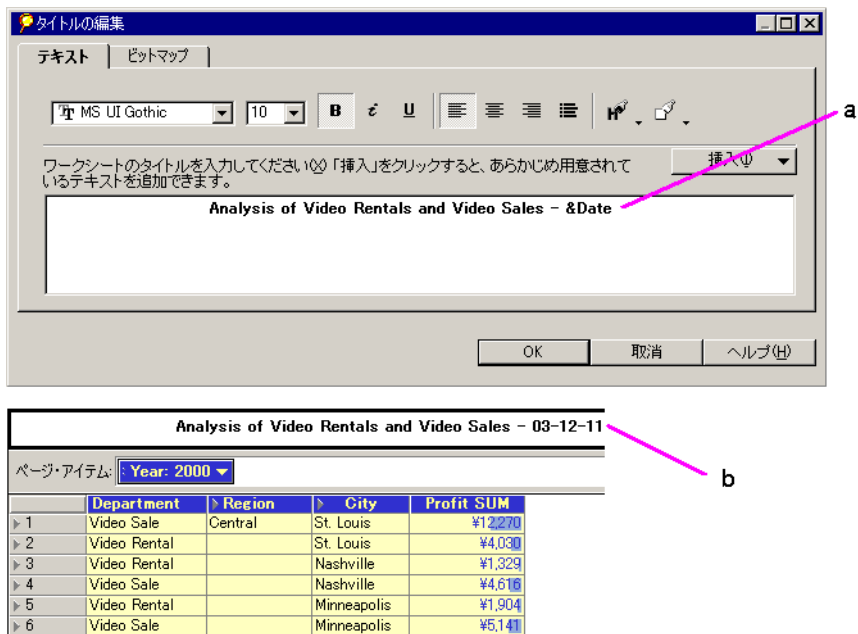 タイトルの編集
テキスト ビットマップ
MS UI Gothic 10 B i U
ワークシートのタイトルを入力してください(X) 「挿入」をクリックすると、あらかじめ用意されて
いるテキストを追加できます。
挿入(I)
a
Analysis of Video Rentals and Video Sales - &Date
OK 取消 ヘルプ(H)
Analysis of Video Rentals and Video Sales - 03-12-11
b
ページ・アイテム: Year: 2000
Department Region City Profit SUM
1 Video Sale Central St. Louis ¥12,270
2 Video Rental St. Louis ¥4,030
3 Video Rental Nashville ¥1,329
4 Video Sale Nashville ¥4,616
5 Video Rental Minneapolis ¥1,904
6 Video Sale Minneapolis ¥5,141